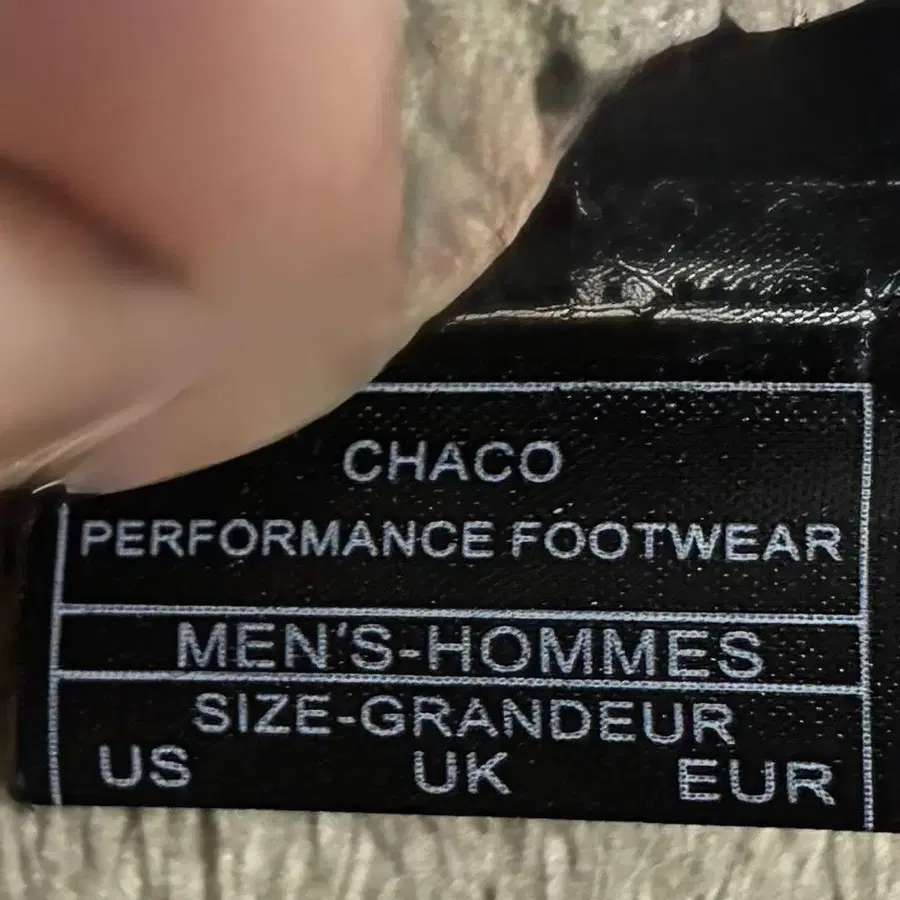 CHACO
PERFORMANCE FOOTWEAR
MEN'S-HOMMES
SIZE-GRANDEUR
US UK EUR